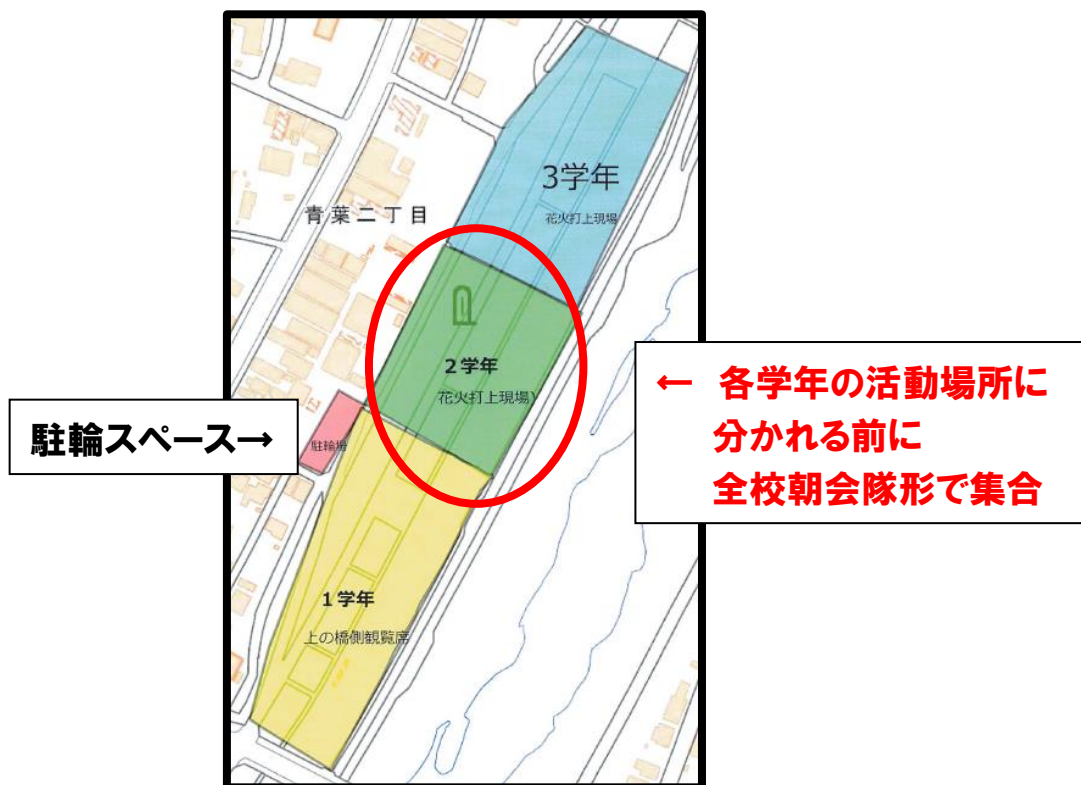 3学年
花火打上現場
青葉二丁目
2学年
花火打上現場)
← 各学年の活動場所に
分かれる前に
全校朝会隊形で集合
駐輪スペース→
駐輪場
1学年
上の橋側観覧席